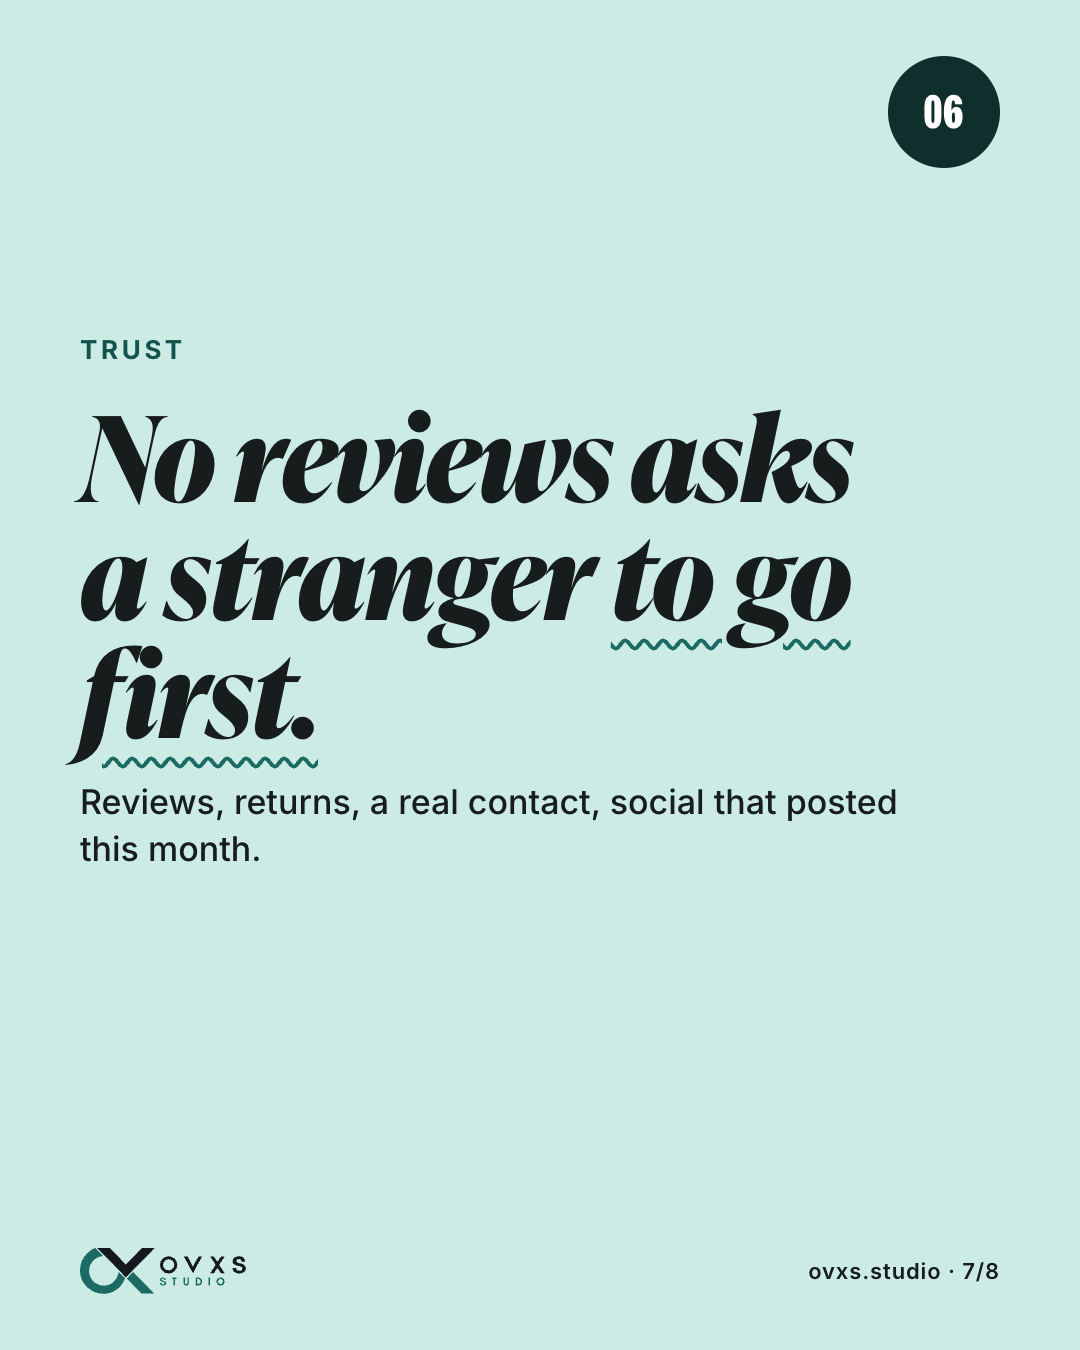 06
TRUST
No reviews asks
a stranger to go
first.
Reviews, returns, a real contact, social that posted
this month.
OVXS
STUDIO
ovxs.studio · 7/8